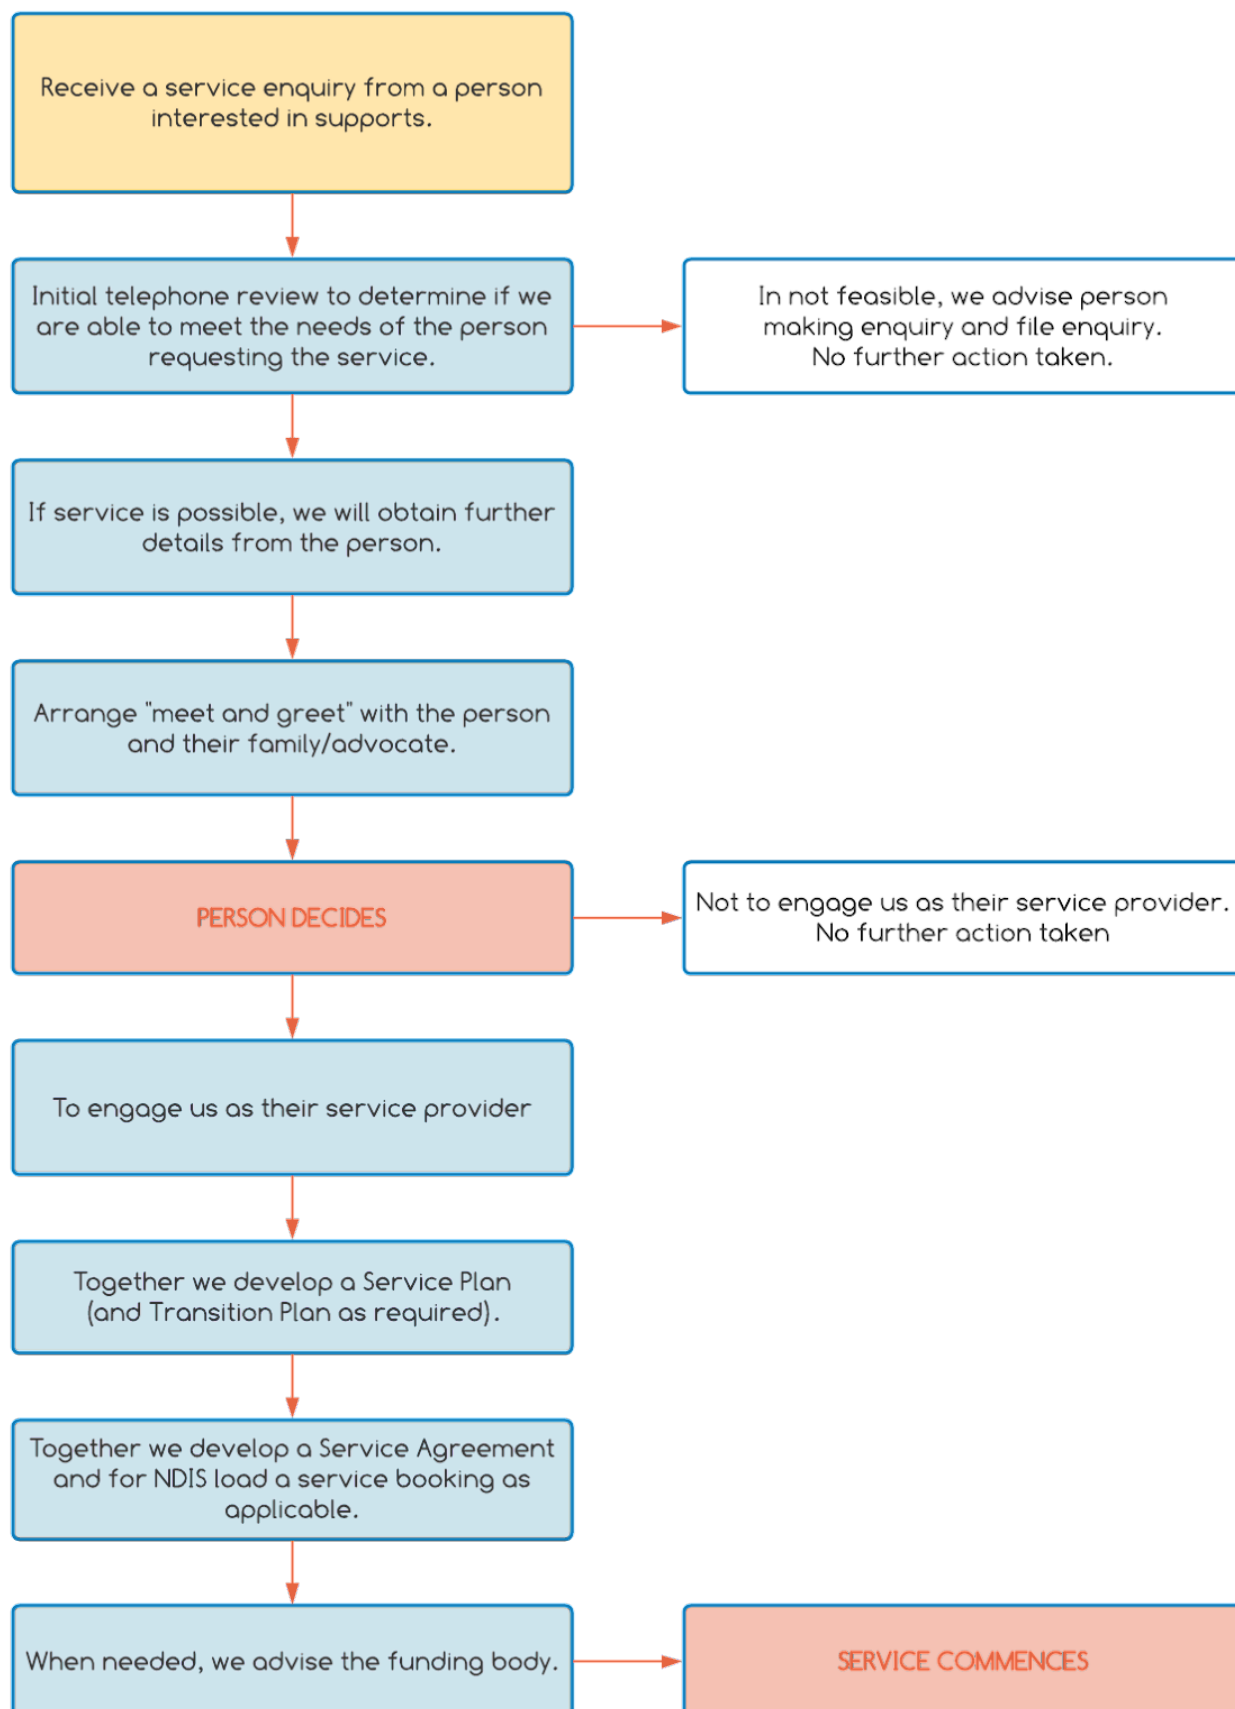 Receive a service enquiry from a person
interested in supports.
Initial telephone review to determine if we
are able to meet the needs of the person
requesting the service.
In not feasible, we advise person
making enquiry and file enquiry.
No further action taken.
If service is possible, we will obtain further
details from the person.
Arrange "meet and greet" with the person
and their family/advocate.
PERSON DECIDES
Not to engage us as their service provider.
No further action taken
To engage us as their service provider
Together we develop a Service Plan
(and Transition Plan as required).
Together we develop a Service Agreement
and for NDIS load a service booking as
applicable.
When needed, we advise the funding body.
SERVICE COMMENCES